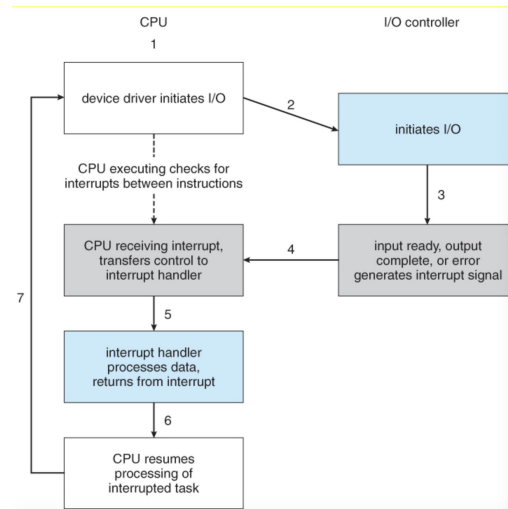 CPU
I/O controller
1
device driver initiates I/O
2
initiates I/O
CPU executing checks for
interrupts between instructions
3
CPU receiving interrupt,
transfers control to
interrupt handler
4
input ready, output
complete, or error
generates interrupt signal
7
5
interrupt handler
processes data,
returns from interrupt
6
CPU resumes
processing of
interrupted task